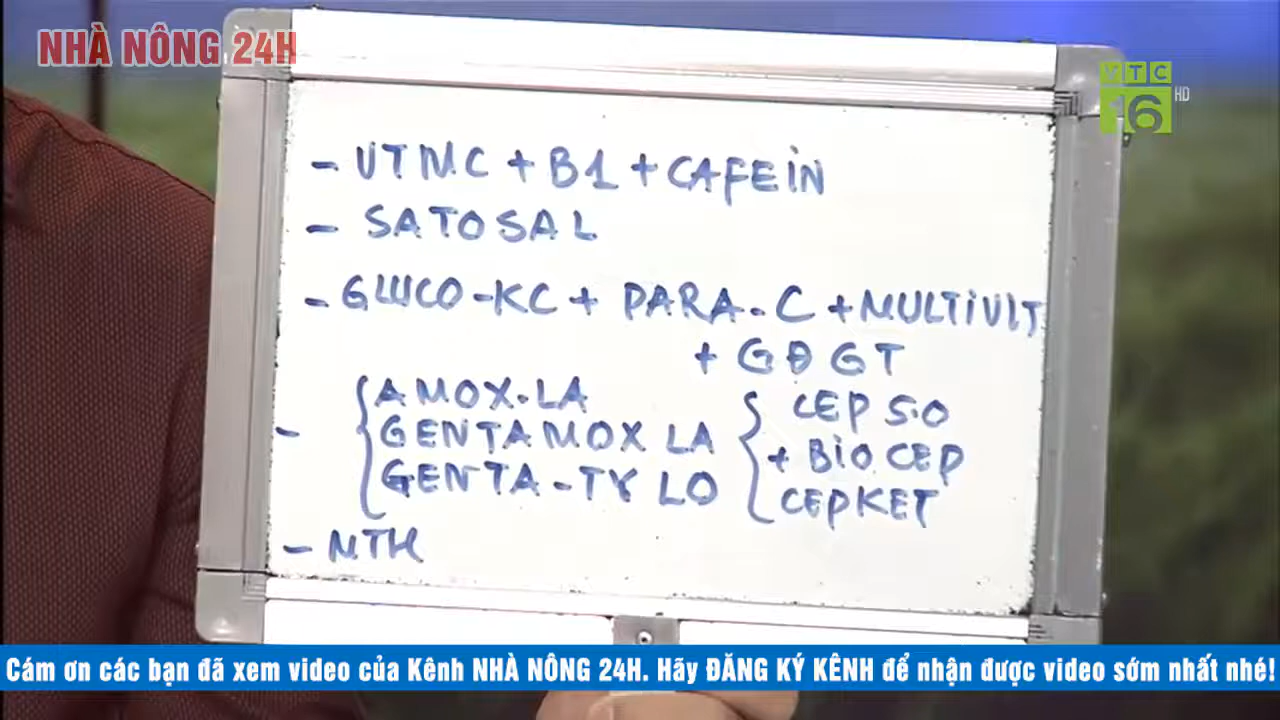 NHÀ NÔNG 24H
VTC
16 HD
- VTMC + B1 + CAFEIN
- SATOSAL
- GLUCO-KC + PARA-C + MULTIVIT
+ GĐGT
AMOX-LA
- GENTAMOX LA
GENTA-TYLO
CEP 5.0
+ BIO CEP
CEPKET
- NTH
Cám ơn các bạn đã xem video của Kênh NHÀ NÔNG 24H. Hãy ĐĂNG KÝ KÊNH để nhận được video sớm nhất nhé!